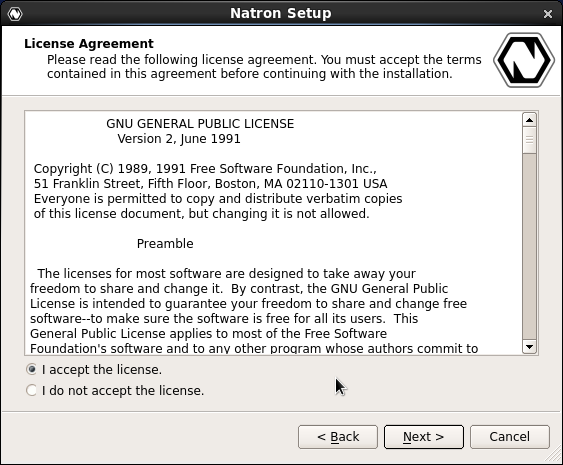 Natron Setup
License Agreement
Please read the following license agreement. You must accept the terms
contained in this agreement before continuing with the installation.
GNU GENERAL PUBLIC LICENSE
Version 2, June 1991
Copyright (C) 1989, 1991 Free Software Foundation, Inc.,
51 Franklin Street, Fifth Floor, Boston, MA 02110-1301 USA
Everyone is permitted to copy and distribute verbatim copies
of this license document, but changing it is not allowed.
Preamble
The licenses for most software are designed to take away your
freedom to share and change it.  By contrast, the GNU General Public
License is intended to guarantee your freedom to share and change free
software--to make sure the software is free for all its users.  This
General Public License applies to most of the Free Software
Foundation's software and to any other program whose authors commit to
I accept the license.
I do not accept the license.
< Back
Next >
Cancel